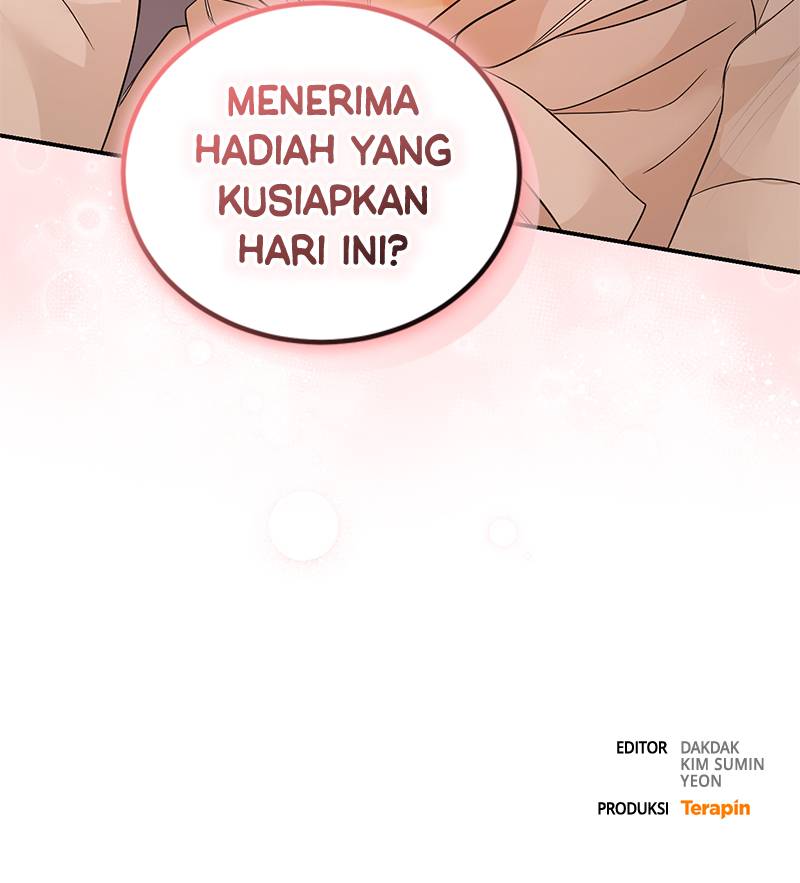 MENERIMA
HADIAH YANG
KUSIAPKAN
HARI INI?
EDITOR DAKDAK
KIM SUMIN
YEON
PRODUKSI Terapin